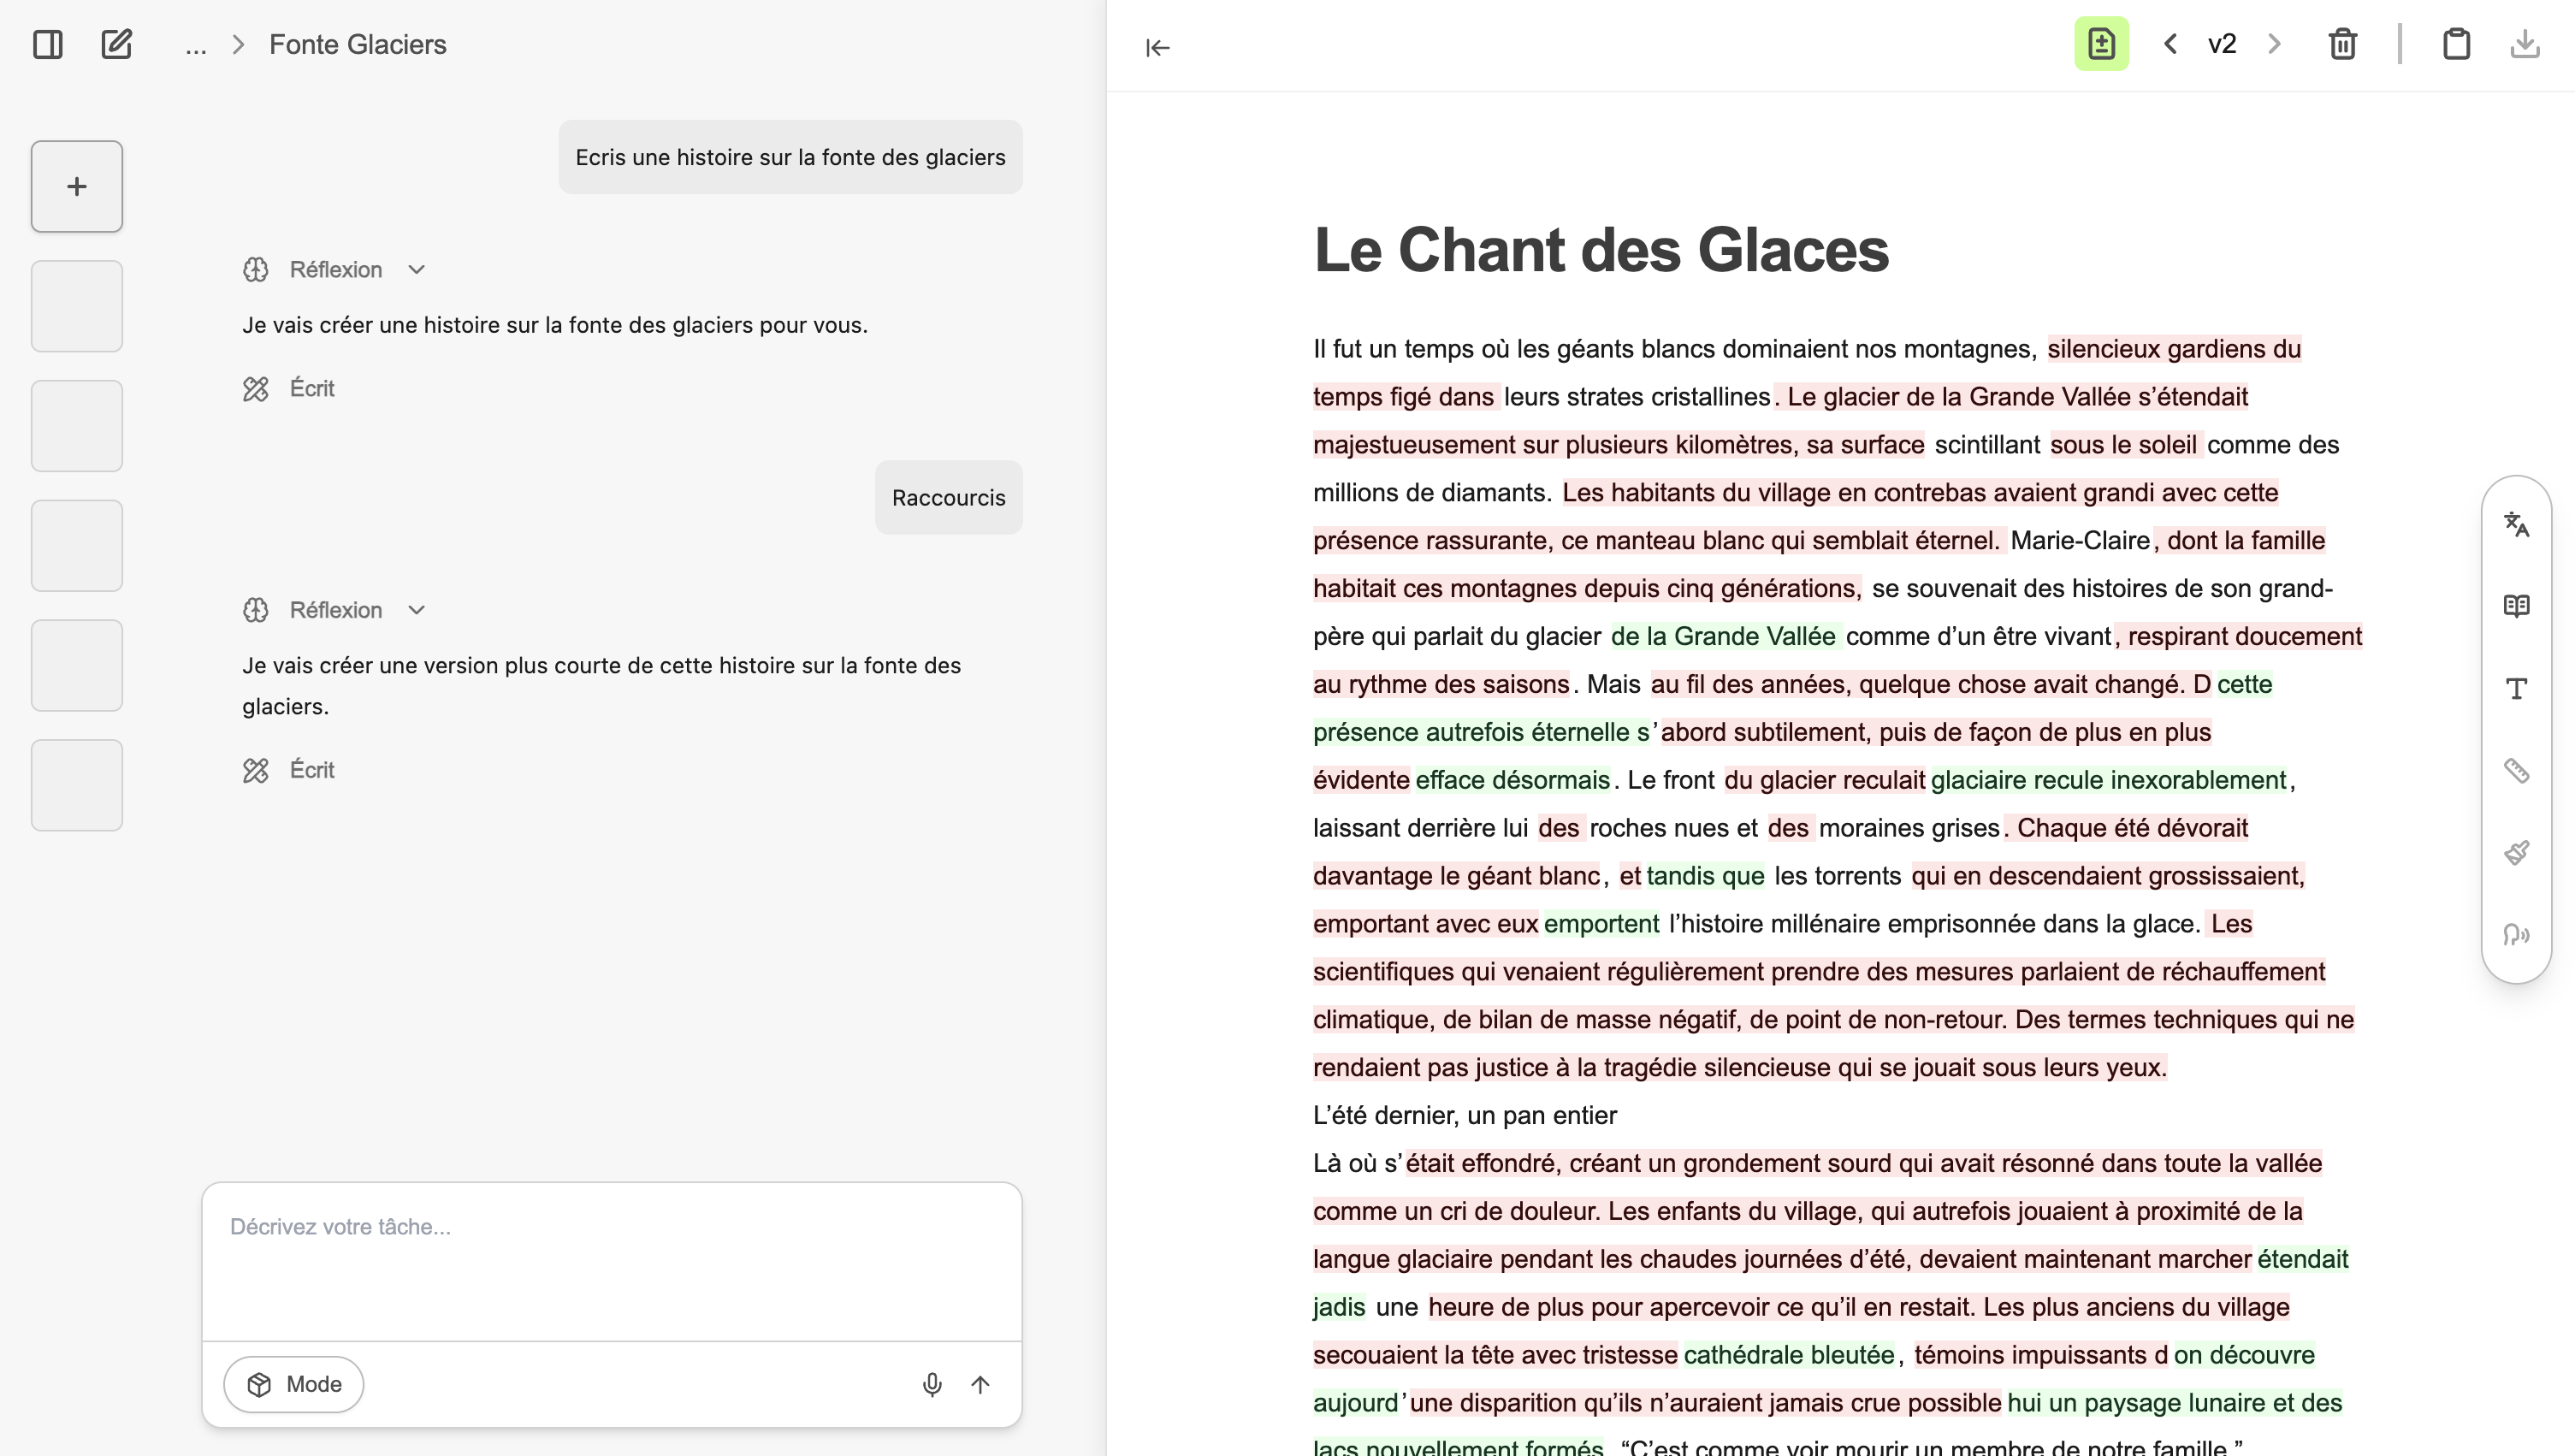 ... > Fonte Glaciers
Ecris une histoire sur la fonte des glaciers
Réflexion
Je vais créer une histoire sur la fonte des glaciers pour vous.
Écrit
Raccourcis
Réflexion
Je vais créer une version plus courte de cette histoire sur la fonte des
glaciers.
Écrit
Décrivez votre tâche...
Mode
v2
Le Chant des Glaces
Il fut un temps où les géants blancs dominaient nos montagnes, silencieux gardiens du
temps figé dans leurs strates cristallines. Le glacier de la Grande Vallée s’étendait
majestueusement sur plusieurs kilomètres, sa surface scintillant sous le soleil comme des
millions de diamants. Les habitants du village en contrebas avaient grandi avec cette
présence rassurante, ce manteau blanc qui semblait éternel. Marie-Claire, dont la famille
habitait ces montagnes depuis cinq générations, se souvenait des histoires de son grand-
père qui parlait du glacier de la Grande Vallée comme d’un être vivant, respirant doucement
au rythme des saisons. Mais au fil des années, quelque chose avait changé. D cette
présence autrefois éternelle s’abord subtilement, puis de façon de plus en plus
évidente efface désormais. Le front du glacier reculait glaciaire recule inexorablement,
laissant derrière lui des roches nues et des moraines grises. Chaque été dévorait
davantage le géant blanc, et tandis que les torrents qui en descendaient grossissaient,
emportant avec eux emportent l’histoire millénaire emprisonnée dans la glace. Les
scientifiques qui venaient régulièrement prendre des mesures parlaient de réchauffement
climatique, de bilan de masse négatif, de point de non-retour. Des termes techniques qui ne
rendaient pas justice à la tragédie silencieuse qui se jouait sous leurs yeux.
L’été dernier, un pan entier
Là où s’était effondré, créant un grondement sourd qui avait résonné dans toute la vallée
comme un cri de douleur. Les enfants du village, qui autrefois jouaient à proximité de la
langue glaciaire pendant les chaudes journées d’été, devaient maintenant marcher étendait
jadis une heure de plus pour apercevoir ce qu’il en restait. Les plus anciens du village
secouaient la tête avec tristesse cathédrale bleutée, témoins impuissants d on découvre
aujourd’une disparition qu’ils n’auraient jamais crue possible hui un paysage lunaire et des
lacs nouvellement formés. “C’est comme voir mourir un membre de notre famille,”